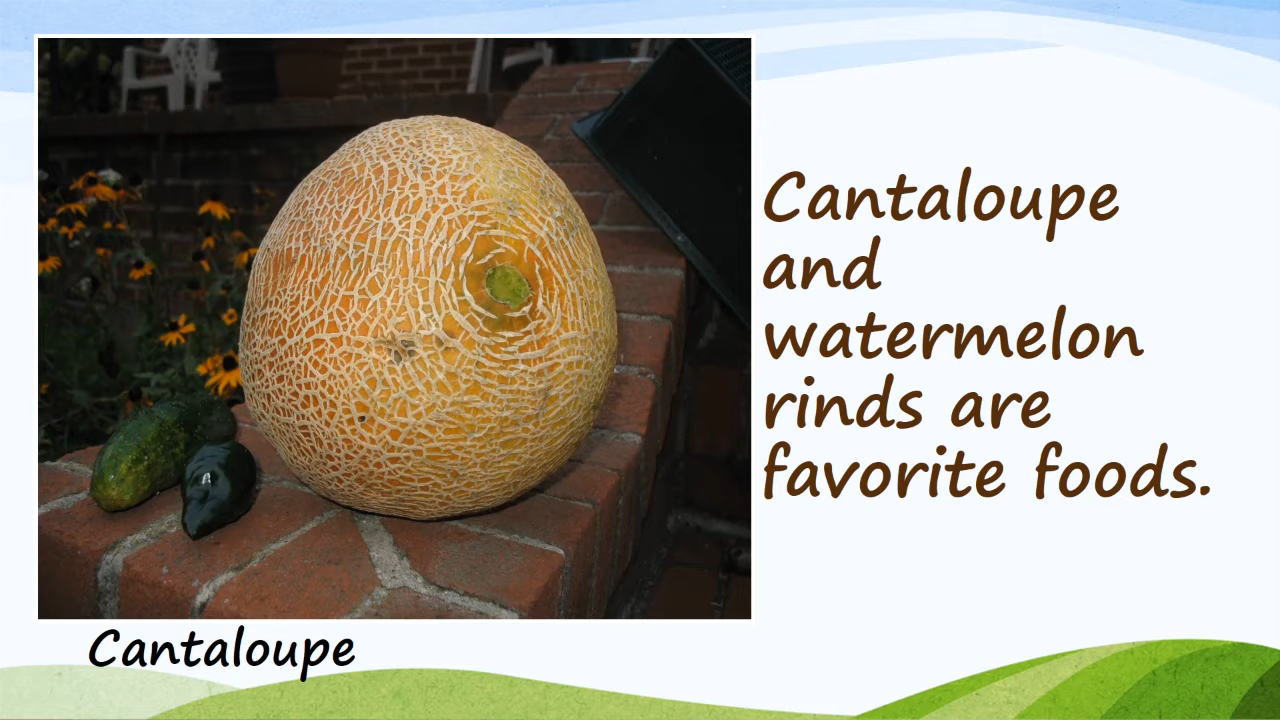 Cantaloupe
and
watermelon
rinds are
favorite foods.
Cantaloupe